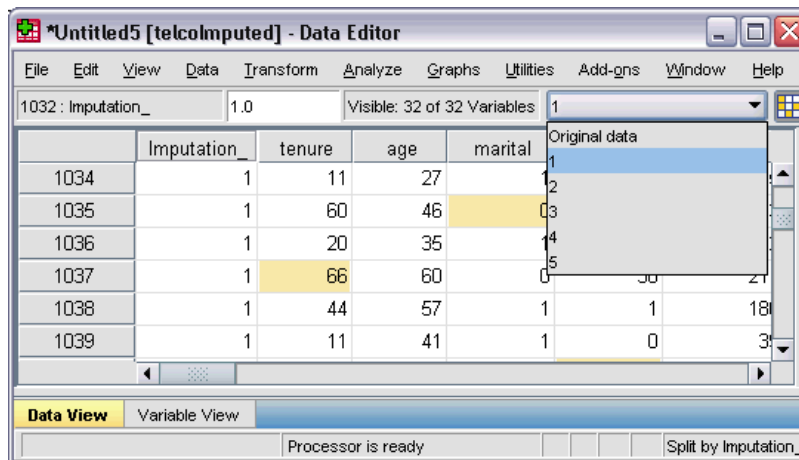 *Untitled5 [telcoImputed] - Data Editor
File Edit View Data Transform Analyze Graphs Utilities Add-ons Window Help
1032 : Imputation_ 1.0 Visible: 32 of 32 Variables 1
Original data
1
2
3
4
5
Imputation_ tenure age marital
1034 1 11 27 1
1035 1 60 46 0
1036 1 20 35 1
1037 1 66 60 0 30 21
1038 1 44 57 1 1 180
1039 1 11 41 1 0 39
Data View Variable View
Processor is ready Split by Imputation_